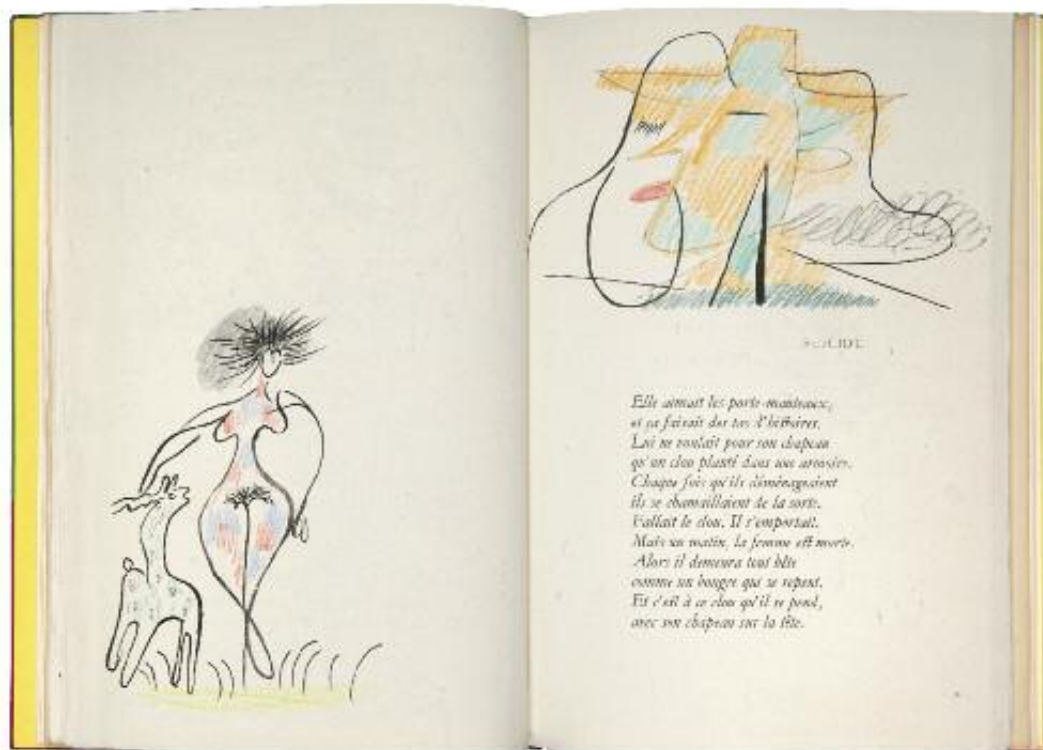 SUICIDE
Elle aimait les porte-manteaux;
et ça faisait des tas d'histoires.
Lui ne voulait pour son chapeau
qu'un clou planté dans une armoire.
Chaque fois qu'ils déménageaient
ils se chamaillaient de la sorte.
Fallait le clou. Il s'emportait.
Mais un matin, la femme est morte.
Alors il demeura tout bête
comme un bougre qui se repent.
Et c'est à ce clou qu'il se pend,
avec son chapeau sur la tête.